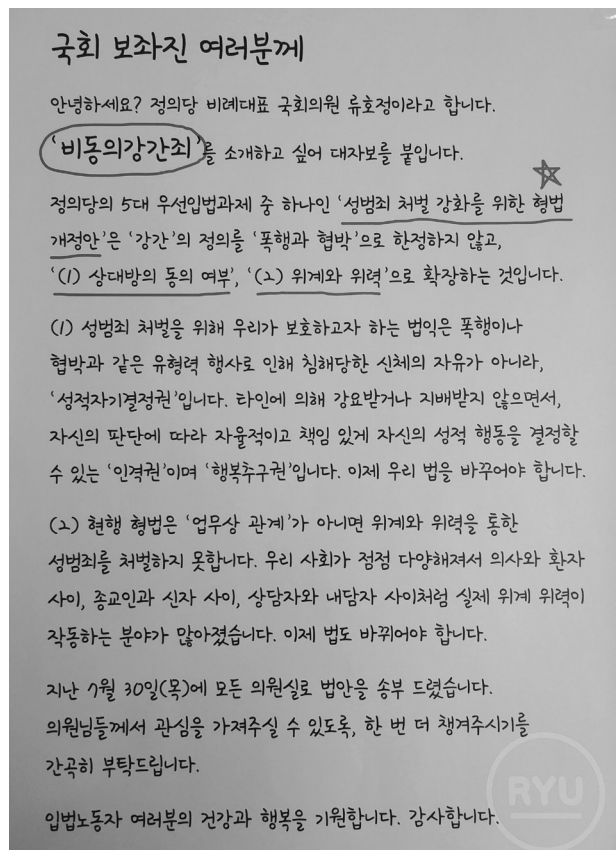 국회 보좌진 여러분께
안녕하세요? 정의당 비례대표 국회의원 류호정이라고 합니다.
'비동의강간죄'를 소개하고 싶어 대자보를 붙입니다.
정의당의 5대 우선입법과제 중 하나인 '성범죄 처벌 강화를 위한 형법
개정안'은 '강간'의 정의를 '폭행과 협박'으로 한정하지 않고,
'(1) 상대방의 동의 여부', '(2) 위계와 위력'으로 확장하는 것입니다.
(1) 성범죄 처벌을 위해 우리가 보호하고자 하는 법익은 폭행이나
협박과 같은 유형력 행사로 인해 침해당한 신체의 자유가 아니라,
'성적자기결정권'입니다. 타인에 의해 강요받거나 지배받지 않으면서,
자신의 판단에 따라 자율적이고 책임 있게 자신의 성적 행동을 결정할
수 있는 '인격권'이며 '행복추구권'입니다. 이제 우리 법을 바꾸어야 합니다.
(2) 현행 형법은 '업무상 관계'가 아니면 위계와 위력을 통한
성범죄를 처벌하지 못합니다. 우리 사회가 점점 다양해져서 의사와 환자
사이, 종교인과 신자 사이, 상담자와 내담자 사이처럼 실제 위계 위력이
작동하는 분야가 많아졌습니다. 이제 법도 바뀌어야 합니다.
지난 7월 30일(목)에 모든 의원실로 법안을 송부 드렸습니다.
의원님들께서 관심을 가져주실 수 있도록, 한 번 더 챙겨주시기를
간곡히 부탁드립니다.
입법노동자 여러분의 건강과 행복을 기원합니다. 감사합니다.
RYU